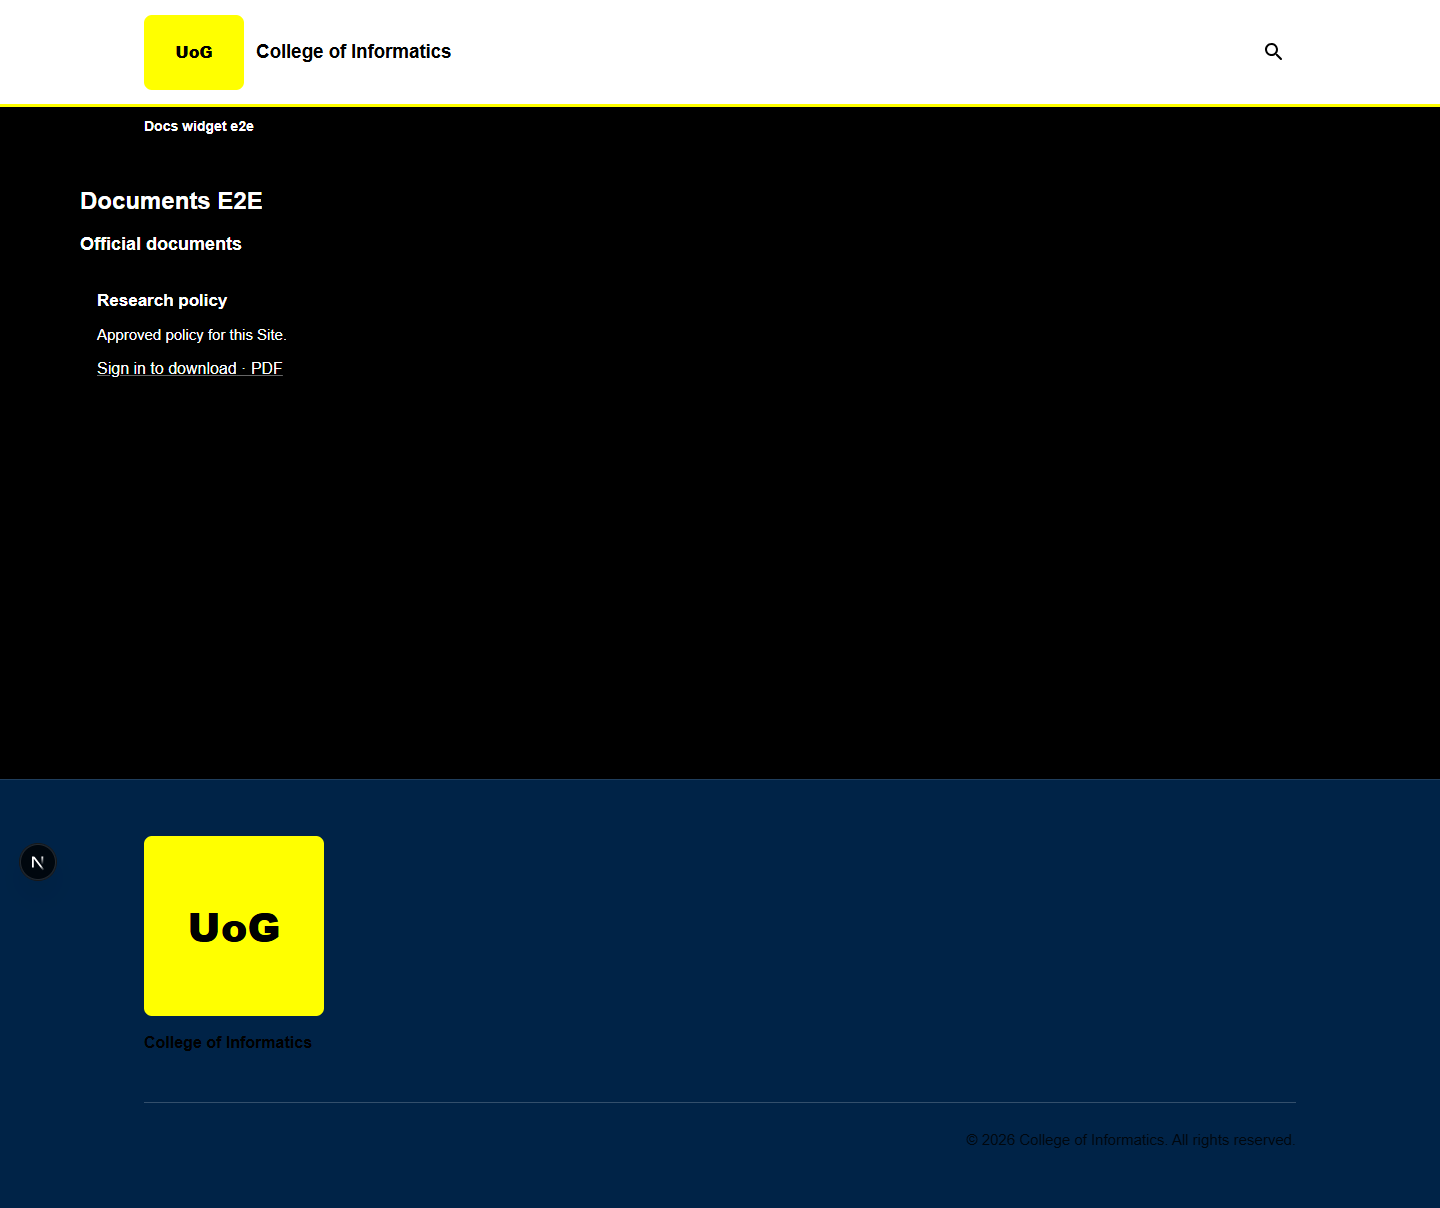 UoG
College of Informatics
Docs widget e2e
Documents E2E
Official documents
Research policy
Approved policy for this Site.
Sign in to download · PDF
N
UoG
College of Informatics
© 2026 College of Informatics. All rights reserved.